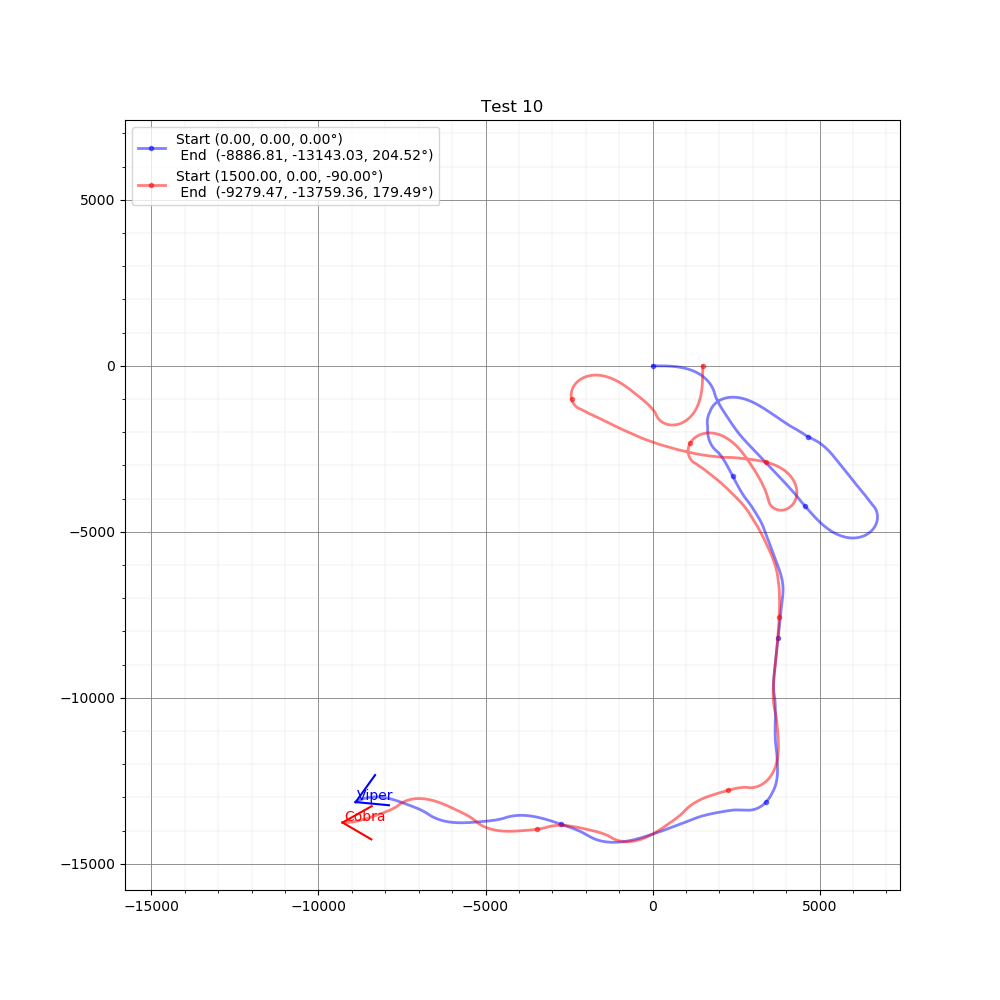 Test 10
Start (0.00, 0.00, 0.00°)
End  (-8886.81, -13143.03, 204.52°)
Start (1500.00, 0.00, -90.00°)
End  (-9279.47, -13759.36, 179.49°)
5000
0
−5000
−10000
−15000
Viper
Cobra
−15000
−10000
−5000
0
5000